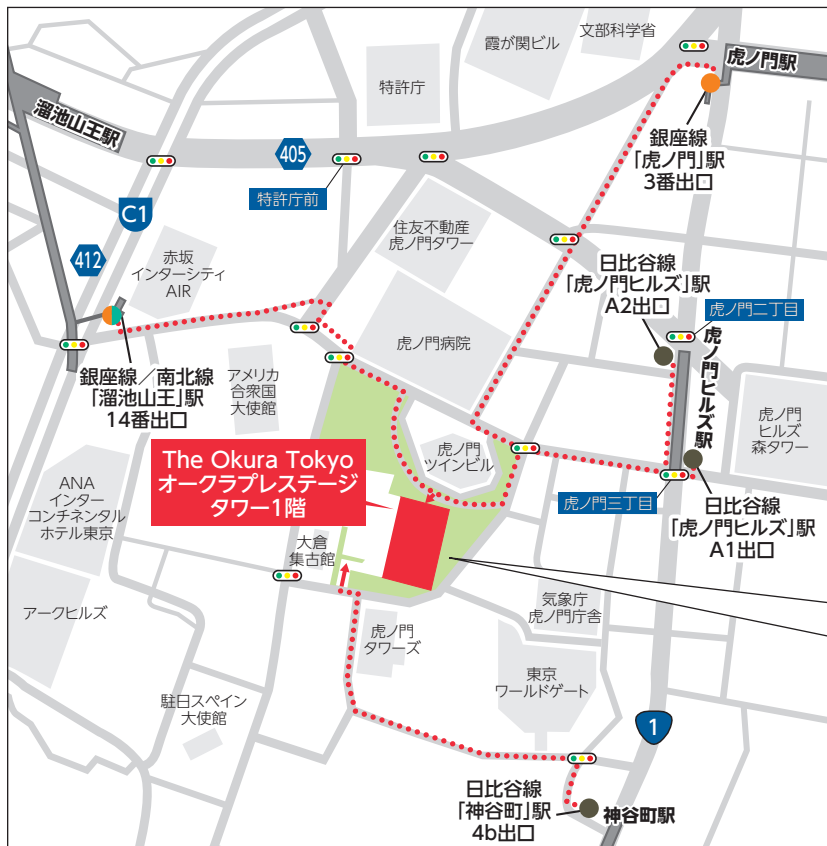 文部科学省
霞が関ビル
虎ノ門駅
特許庁
溜池山王駅
銀座線
「虎ノ門」駅
3番出口
405
特許庁前
C1
住友不動産
虎ノ門タワー
412
赤坂
インターシティ
AIR
日比谷線
「虎ノ門ヒルズ」駅
A2出口
虎ノ門二丁目
虎ノ門病院
虎ノ門ヒルズ駅
銀座線／南北線
「溜池山王」駅
14番出口
アメリカ
合衆国
大使館
虎ノ門
ヒルズ
森タワー
虎ノ門
ツインビル
The Okura Tokyo
オークラプレステージ
タワー1階
ANA
インター
コンチネンタル
ホテル東京
虎ノ門三丁目
日比谷線
「虎ノ門ヒルズ」駅
A1出口
大倉
集古館
アークヒルズ
気象庁
虎ノ門庁舎
虎ノ門
タワーズ
東京
ワールドゲート
駐日スペイン
大使館
1
日比谷線
「神谷町」駅
4b出口
神谷町駅